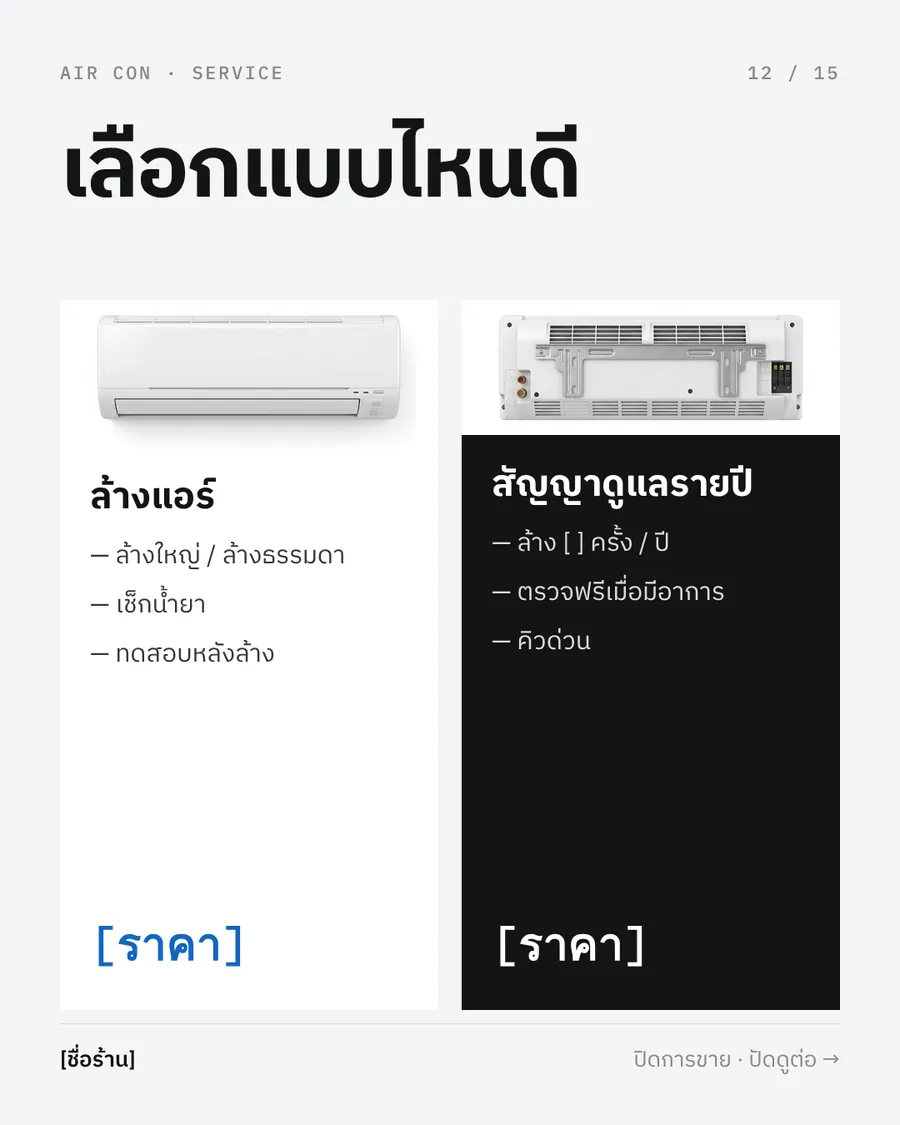 AIR CON · SERVICE
12 / 15
เลือกแบบไหนดี
ล้างแอร์
— ล้างใหญ่ / ล้างธรรมดา
— เช็กน้ำยา
— ทดสอบหลังล้าง
[ราคา]
สัญญาดูแลรายปี
— ล้าง [ ] ครั้ง / ปี
— ตรวจฟรีเมื่อมีอาการ
— คิวด่วน
[ราคา]
[ชื่อร้าน]
ปิดการขาย · ปัดดูต่อ →